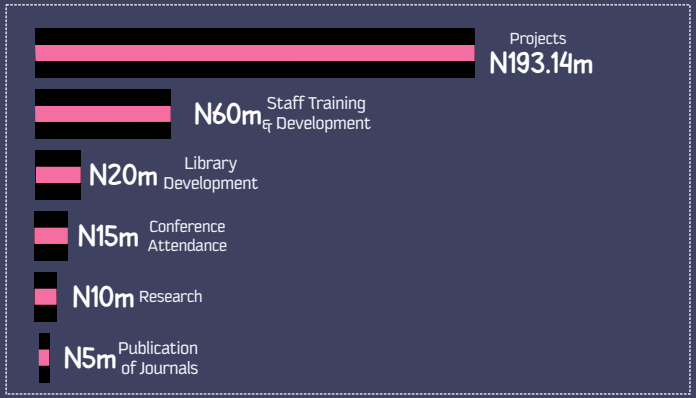 Projects
N193.14m
N60m Staff Training
& Development
N20m Library
Development
N15m Conference
Attendance
N10m Research
N5m Publication
of Journals